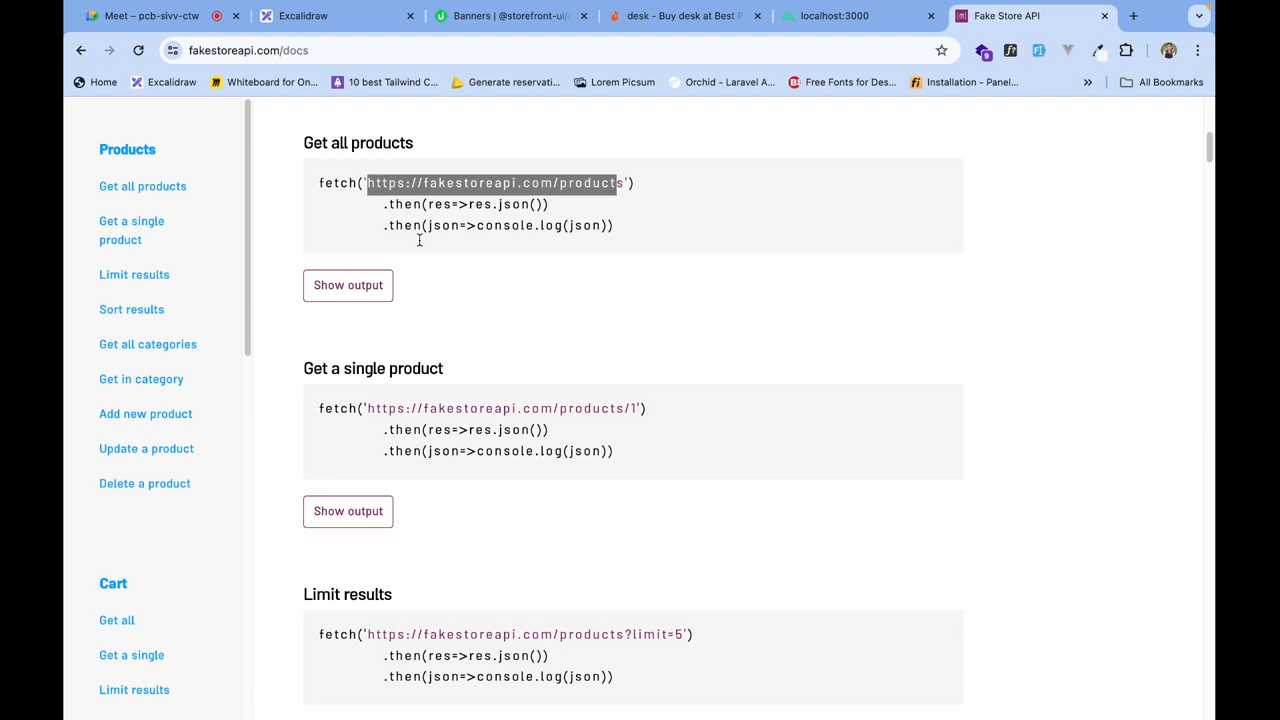 Meet – pcb-sivv-ctw
Excalidraw
Banners | @storefront-ui/
desk - Buy desk at Best P
localhost:3000
Fake Store API
fakestoreapi.com/docs
9
f?
Home
Excalidraw
Whiteboard for On...
10 best Tailwind C...
Generate reservati...
Lorem Picsum
Orchid - Laravel A...
Free Fonts for Des...
Installation - Panel...
All Bookmarks
Products
Get all products
Get a single
product
Limit results
Sort results
Get all categories
Get in category
Add new product
Update a product
Delete a product
Cart
Get all
Get a single
Limit results
Get all products
fetch('https://fakestoreapi.com/products')
.then(res=>res.json())
.then(json=>console.log(json))
Show output
Get a single product
fetch('https://fakestoreapi.com/products/1')
.then(res=>res.json())
.then(json=>console.log(json))
Show output
Limit results
fetch('https://fakestoreapi.com/products?limit=5')
.then(res=>res.json())
.then(json=>console.log(json))